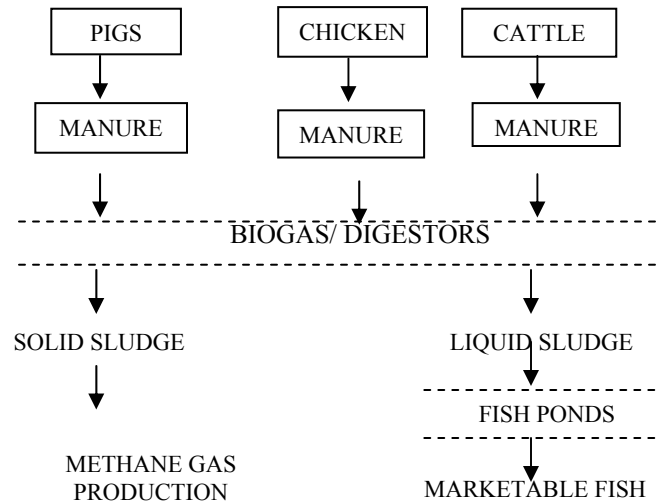 PIGS CHICKEN CATTLE
MANURE MANURE MANURE
BIOGAS/ DIGESTORS
SOLID SLUDGE LIQUID SLUDGE
FISH PONDS
METHANE GAS
PRODUCTION
MARKETABLE FISH